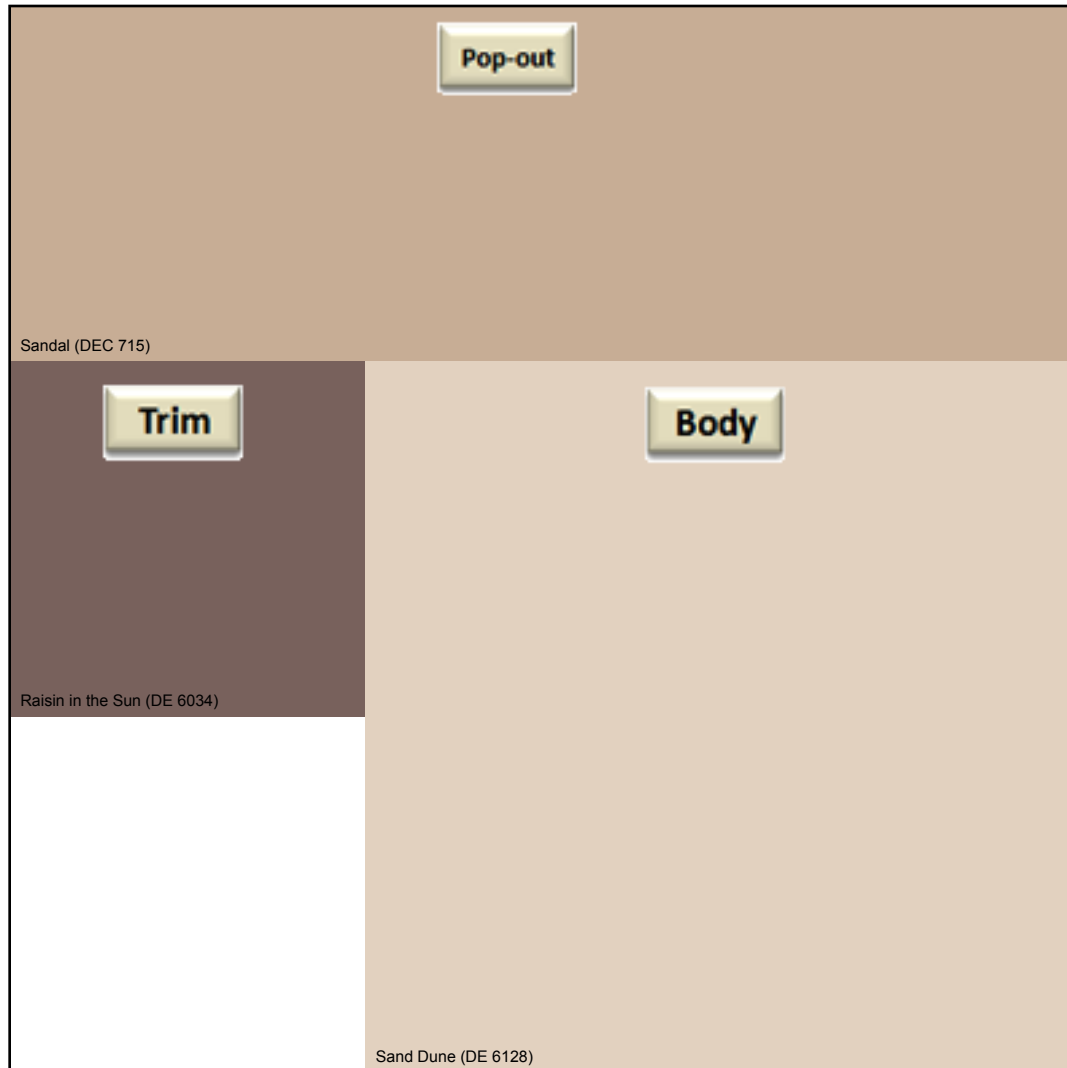 Pop-out
Sandal (DEC 715)
Trim
Body
Raisin in the Sun (DE 6034)
Sand Dune (DE 6128)